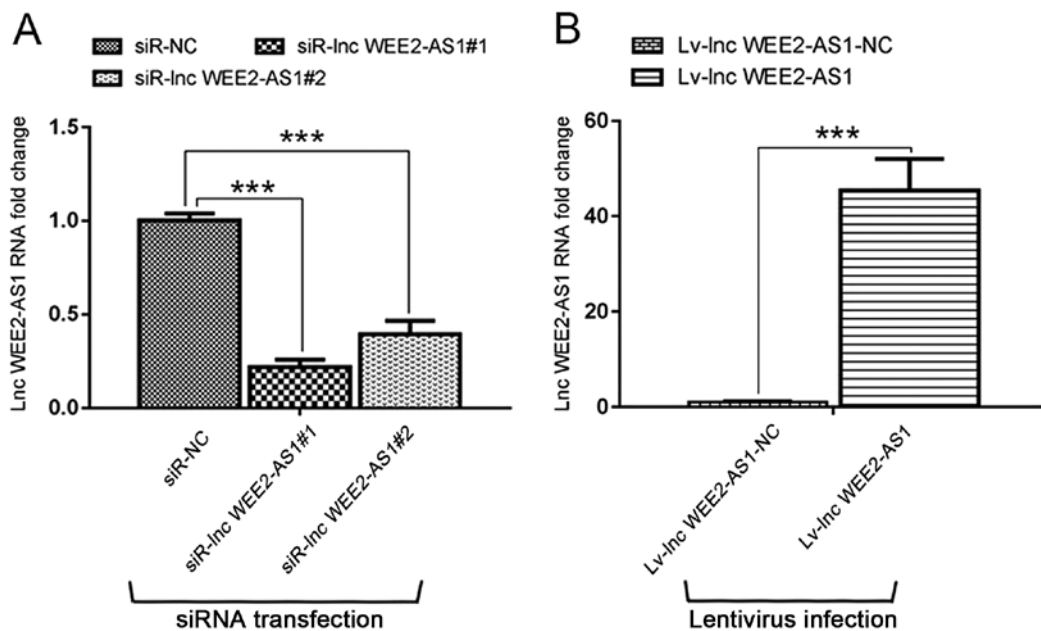 A
siR-NC
siR-lnc WEE2-AS1#1
siR-lnc WEE2-AS1#2
Lnc WEE2-AS1 RNA fold change
1.5
1.0
0.5
0.0
***
***
siR-NC
siR-lnc WEE2-AS1#1
siR-lnc WEE2-AS1#2
siRNA transfection
B
Lv-lnc WEE2-AS1-NC
Lv-lnc WEE2-AS1
Lnc WEE2-AS1 RNA fold change
60
40
20
0
***
Lv-lnc WEE2-AS1-NC
Lv-lnc WEE2-AS1
Lentivirus infection